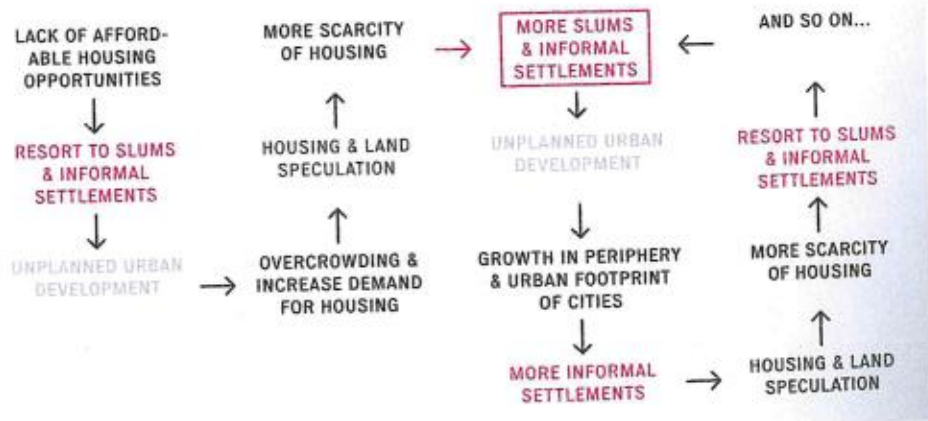 LACK OF AFFORD-
ABLE HOUSING
OPPORTUNITIES
RESORT TO SLUMS
& INFORMAL
SETTLEMENTS
UNPLANNED URBAN
DEVELOPMENT
OVERCROWDING &
INCREASE DEMAND
FOR HOUSING
HOUSING & LAND
SPECULATION
MORE SCARCITY
OF HOUSING
MORE SLUMS
& INFORMAL
SETTLEMENTS
UNPLANNED URBAN
DEVELOPMENT
GROWTH IN PERIPHERY
& URBAN FOOTPRINT
OF CITIES
MORE INFORMAL
SETTLEMENTS
HOUSING & LAND
SPECULATION
MORE SCARCITY
OF HOUSING
RESORT TO SLUMS
& INFORMAL
SETTLEMENTS
AND SO ON...